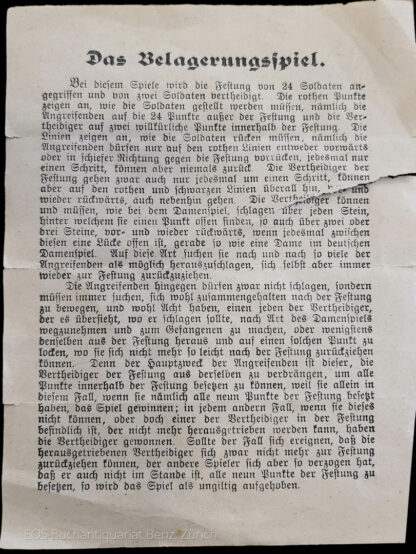 Das Belagerungsspiel.
Bei diesem Spiele wird die Festung von 24 Soldaten an-
gegriffen und von zwei Soldaten vertheidigt. Die rothen Punkte
zeigen an, wie die Soldaten gestellt werden müssen, nämlich die
Angreifenden auf die 24 Punkte außer der Festung und die Ver-
theidiger auf zwei willkürliche Punkte innerhalb der Festung. Die
Linien zeigen an, wie die Soldaten rücken müssen, nämlich die
Angreifenden dürfen nur auf den rothen Linien entweder vorwärts
oder in schiefer Richtung gegen die Festung vorrücken, jedesmal nur
einen Schritt, können aber niemals zurück. Die Vertheidiger der
Festung gehen zwar auch nur jedesmal um einen Schritt, können
aber auf den rothen und schwarzen Linien überall hin, und
wieder rückwärts, auch nebenhin gehen. Die Vertheidiger können
und müssen, wie bei dem Damenspiel, schlagen über jeden Stein,
hinter welchem sie einen Punkt offen finden, so auch über zwei oder
drei Steine, vor- und wieder rückwärts, wenn jedesmal zwischen
diesen eine Lücke offen ist, gerade so wie eine Dame im deutschen
Damenspiel. Auf diese Art suchen sie nach und nach so viele der
Angreifenden als möglich herauszuschlagen, sich selbst aber immer
wieder zur Festung zurückzuziehen.
Die Angreifenden hingegen dürfen zwar nicht schlagen, sondern
müssen immer suchen, sich wohl zusammengehalten nach der Festung
zu bewegen, und wohl Acht haben, einen jeden der Vertheidiger,
der es übersieht, wo er schlagen sollte, nach Art des Damenspiels
wegzunehmen und zum Gefangenen zu machen, oder wenigstens
denselben aus der Festung heraus und auf einen solchen Punkt zu
locken, wo sie sich nicht mehr so leicht nach der Festung zurückziehen
können. Denn der Hauptzweck der Angreifenden ist dieser, die
Vertheidiger der Festung aus derselben zu verdrängen, um alle
Punkte innerhalb der Festung besetzen zu können, weil sie allein in
diesem Fall, wenn sie nämlich alle neun Punkte der Festung besetzt
haben, das Spiel gewinnen; in jedem andern Fall, wenn sie dieses
nicht können, oder doch einer der Vertheidiger in der Festung
befindlich ist, der nicht mehr herausgetrieben werden kann, haben
die Vertheidiger gewonnen. Sollte der Fall sich ereignen, daß die
herausgetriebenen Vertheidiger sich zwar nicht mehr zur Festung
zurückziehen können, der andere Spieler sich aber so verzogen hat,
daß er auch nicht im Stande ist, alle neun Punkte der Festung zu
besetzen, so wird das Spiel als ungiltig aufgehoben.
EOS Buchantiquariat Benz, Zürich